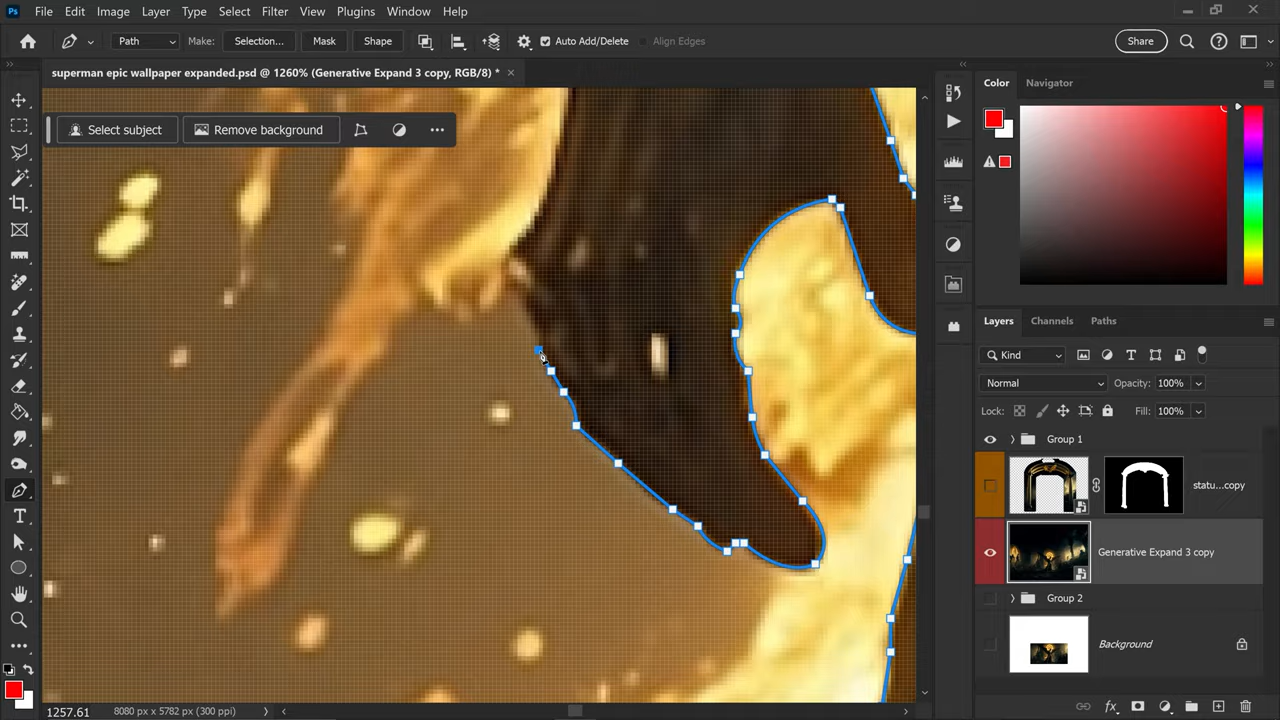 Ps File Edit Image Layer Type Select Filter View Plugins Window Help
Path Make: Selection... Mask Shape Auto Add/Delete Align Edges Share
superman epic wallpaper expanded.psd @ 1260% (Generative Expand 3 copy, RGB/8) *
Select subject Remove background
Color Navigator
Layers Channels Paths
Kind
Normal Opacity: 100%
Lock: Fill: 100%
Group 1
statu...copy
Generative Expand 3 copy
Group 2
Background
1257.61 8080 px x 5782 px (300 ppi)
fx